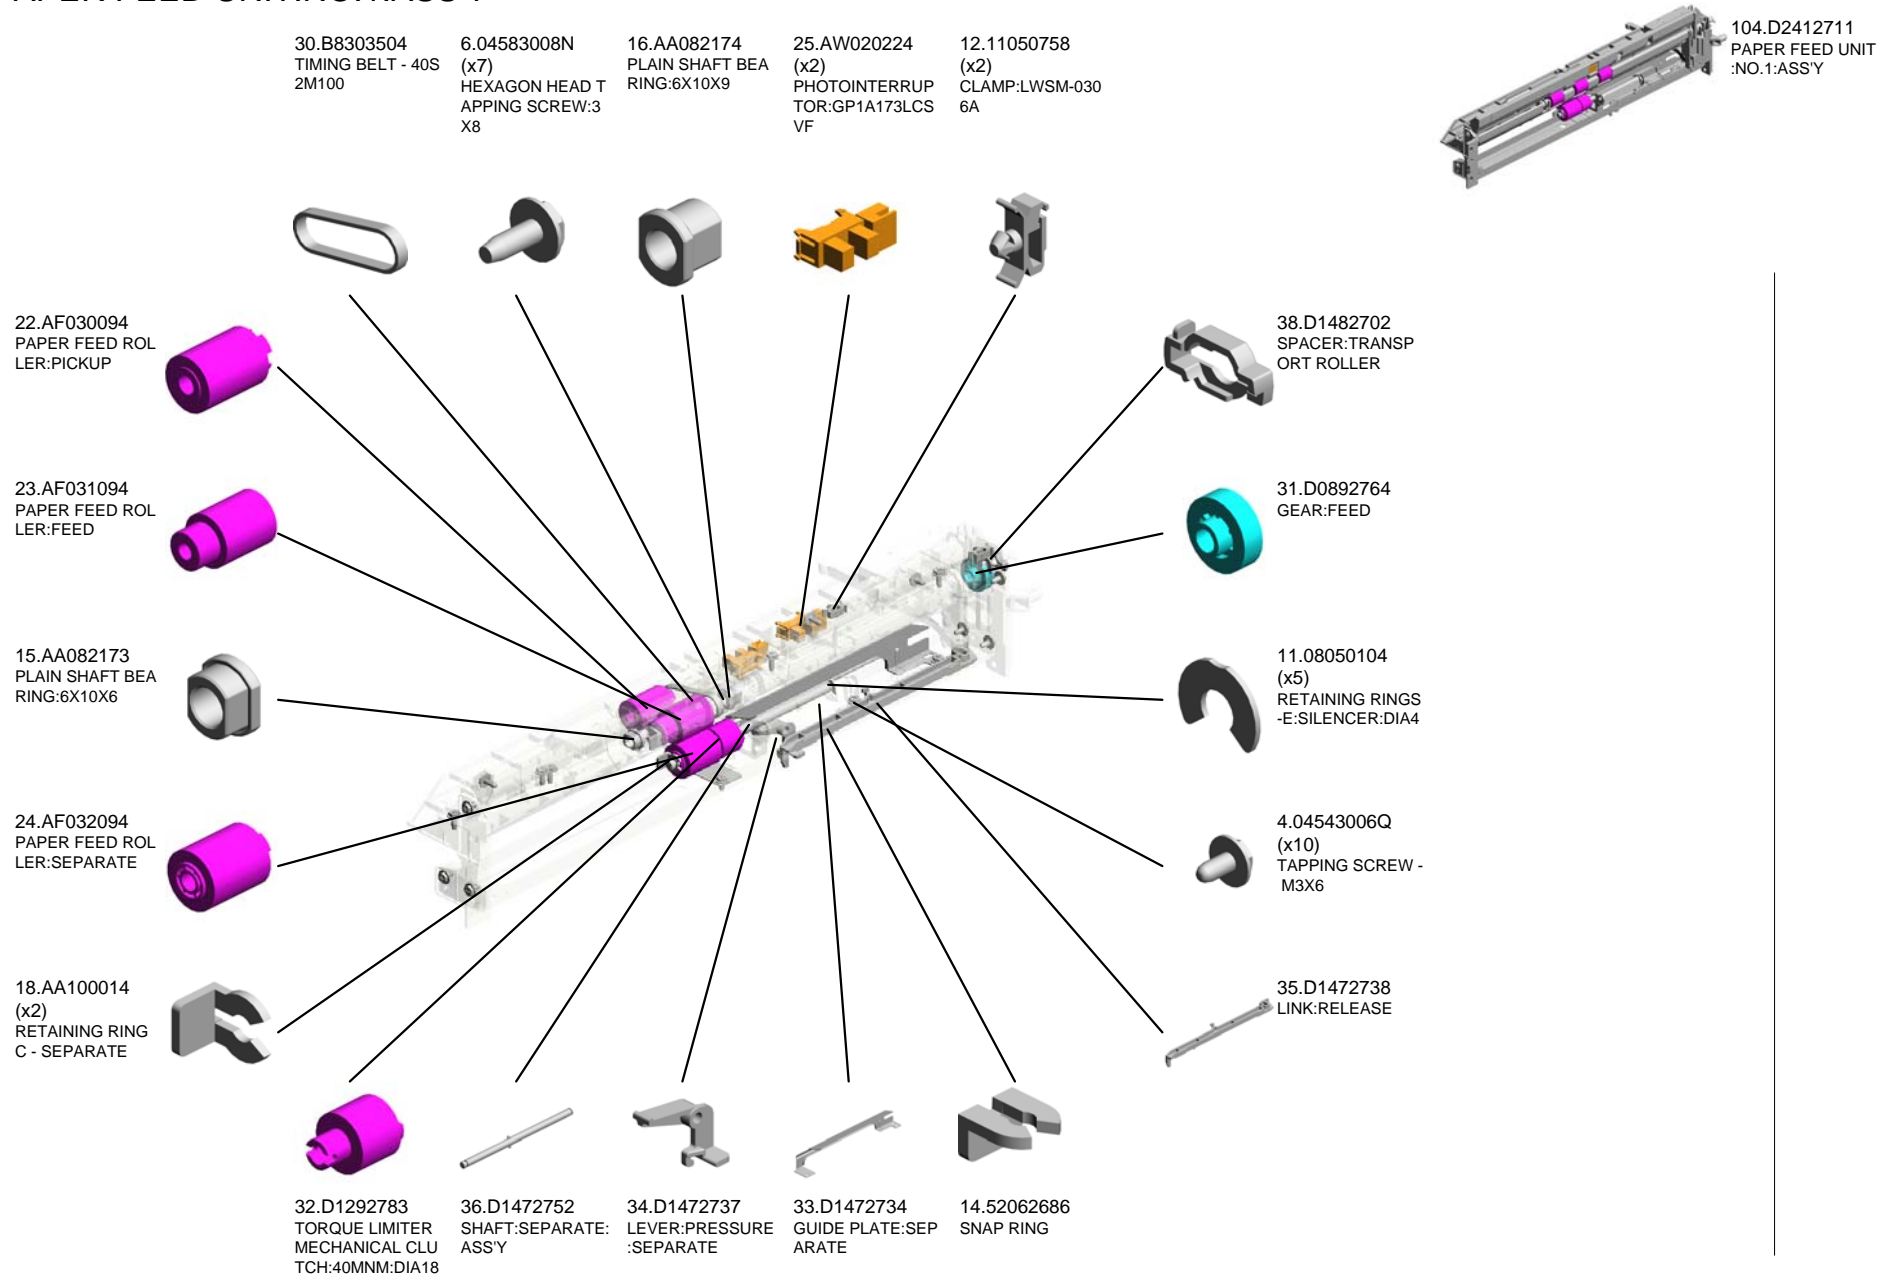 30.B8303504
TIMING BELT - 40S
2M100
6.04583008N
(x7)
HEXAGON HEAD T
APPING SCREW:3
X8
16.AA082174
PLAIN SHAFT BEA
RING:6X10X9
25.AW020224
(x2)
PHOTOINTERRUP
TOR:GP1A173LCS
VF
12.11050758
(x2)
CLAMP:LWSM-030
6A
104.D2412711
PAPER FEED UNIT
:NO.1:ASS'Y
22.AF030094
PAPER FEED ROL
LER:PICKUP
38.D1482702
SPACER:TRANSP
ORT ROLLER
23.AF031094
PAPER FEED ROL
LER:FEED
31.D0892764
GEAR:FEED
15.AA082173
PLAIN SHAFT BEA
RING:6X10X6
11.08050104
(x5)
RETAINING RINGS
-E:SILENCER:DIA4
24.AF032094
PAPER FEED ROL
LER:SEPARATE
4.04543006Q
(x10)
TAPPING SCREW -
M3X6
18.AA100014
(x2)
RETAINING RING
C - SEPARATE
35.D1472738
LINK:RELEASE
32.D1292783
TORQUE LIMITER
MECHANICAL CLU
TCH:40MNM:DIA18
36.D1472752
SHAFT:SEPARATE:
ASS'Y
34.D1472737
LEVER:PRESSURE
:SEPARATE
33.D1472734
GUIDE PLATE:SEP
ARATE
14.52062686
SNAP RING